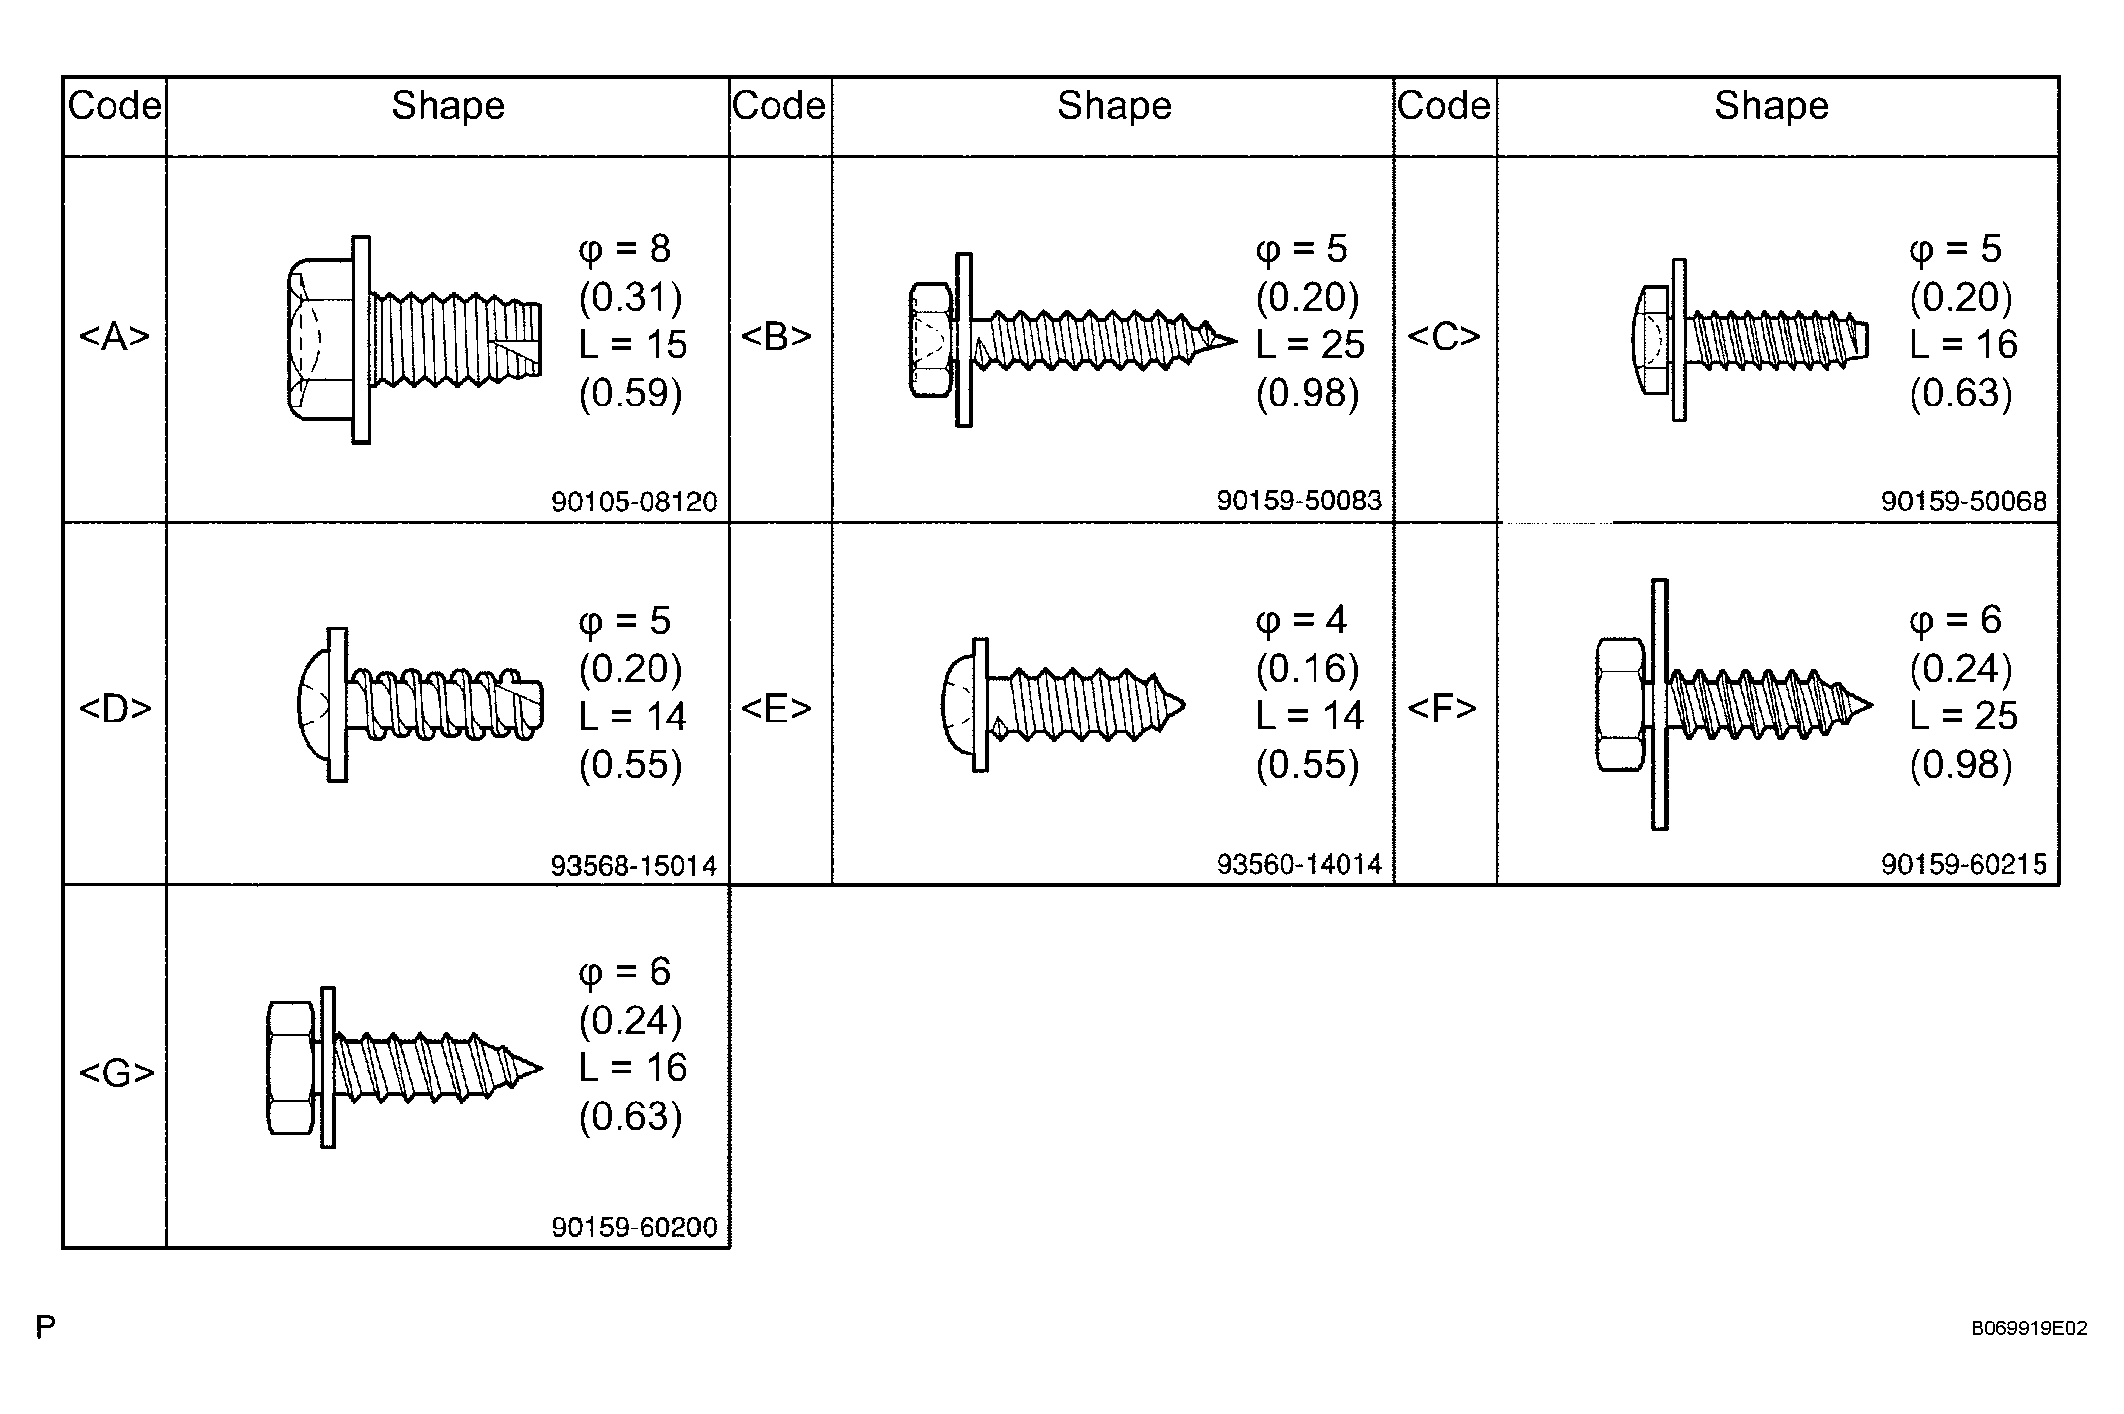 Code Shape Code Shape Code Shape
<A>
φ = 8
(0.31)
L = 15
(0.59)
90105-08120
<B>
φ = 5
(0.20)
L = 25
(0.98)
90159-50083
<C>
φ = 5
(0.20)
L = 16
(0.63)
90159-50068
<D>
φ = 5
(0.20)
L = 14
(0.55)
93568-15014
<E>
φ = 4
(0.16)
L = 14
(0.55)
93560-14014
<F>
φ = 6
(0.24)
L = 25
(0.98)
90159-60215
<G>
φ = 6
(0.24)
L = 16
(0.63)
90159-60200
P
B069919E02